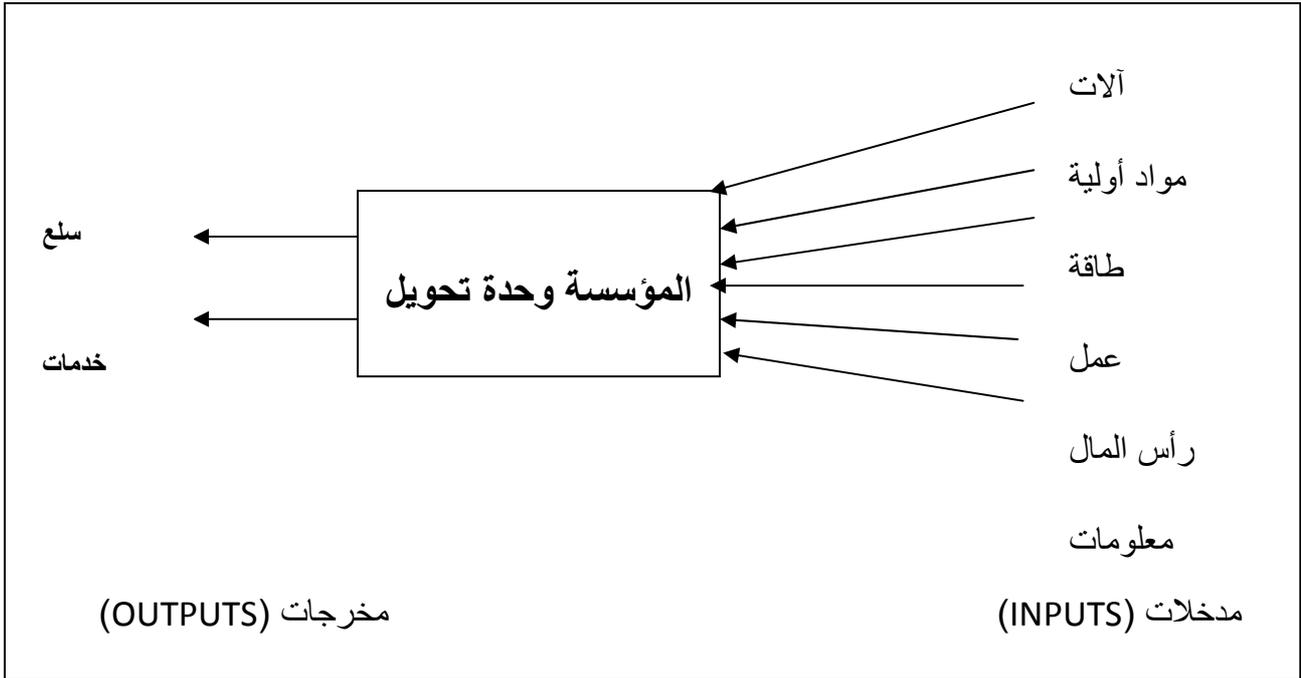 آلات
مواد أولية
طاقة
عمل
رأس المال
معلومات
المؤسسة وحدة تحويل
سلع
خدمات
مدخلات (INPUTS)
مخرجات (OUTPUTS)